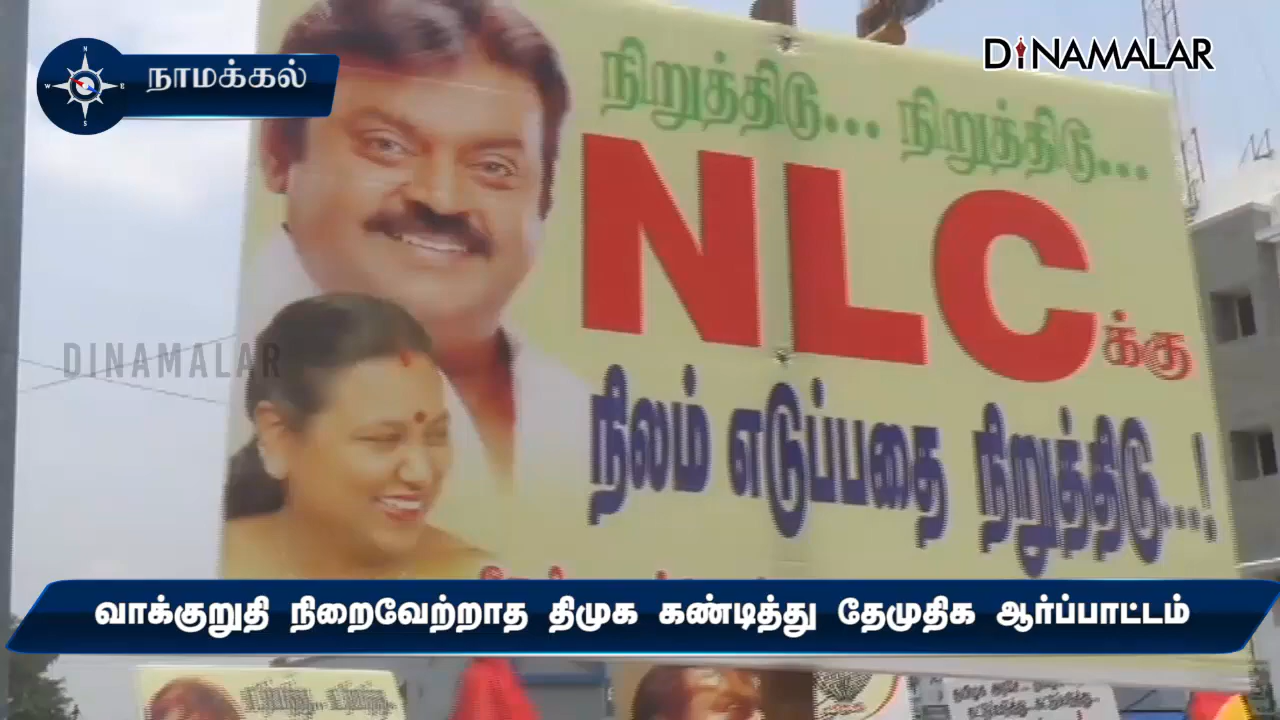 நாமக்கல்
DINAMALAR
நிறுத்திடு... நிறுத்திடு...
NLCக்கு
DINAMALAR
நிலம் எடுப்பதை நிறுத்திடு...!
வாக்குறுதி நிறைவேற்றாத திமுக கண்டித்து தேமுதிக ஆர்ப்பாட்டம்